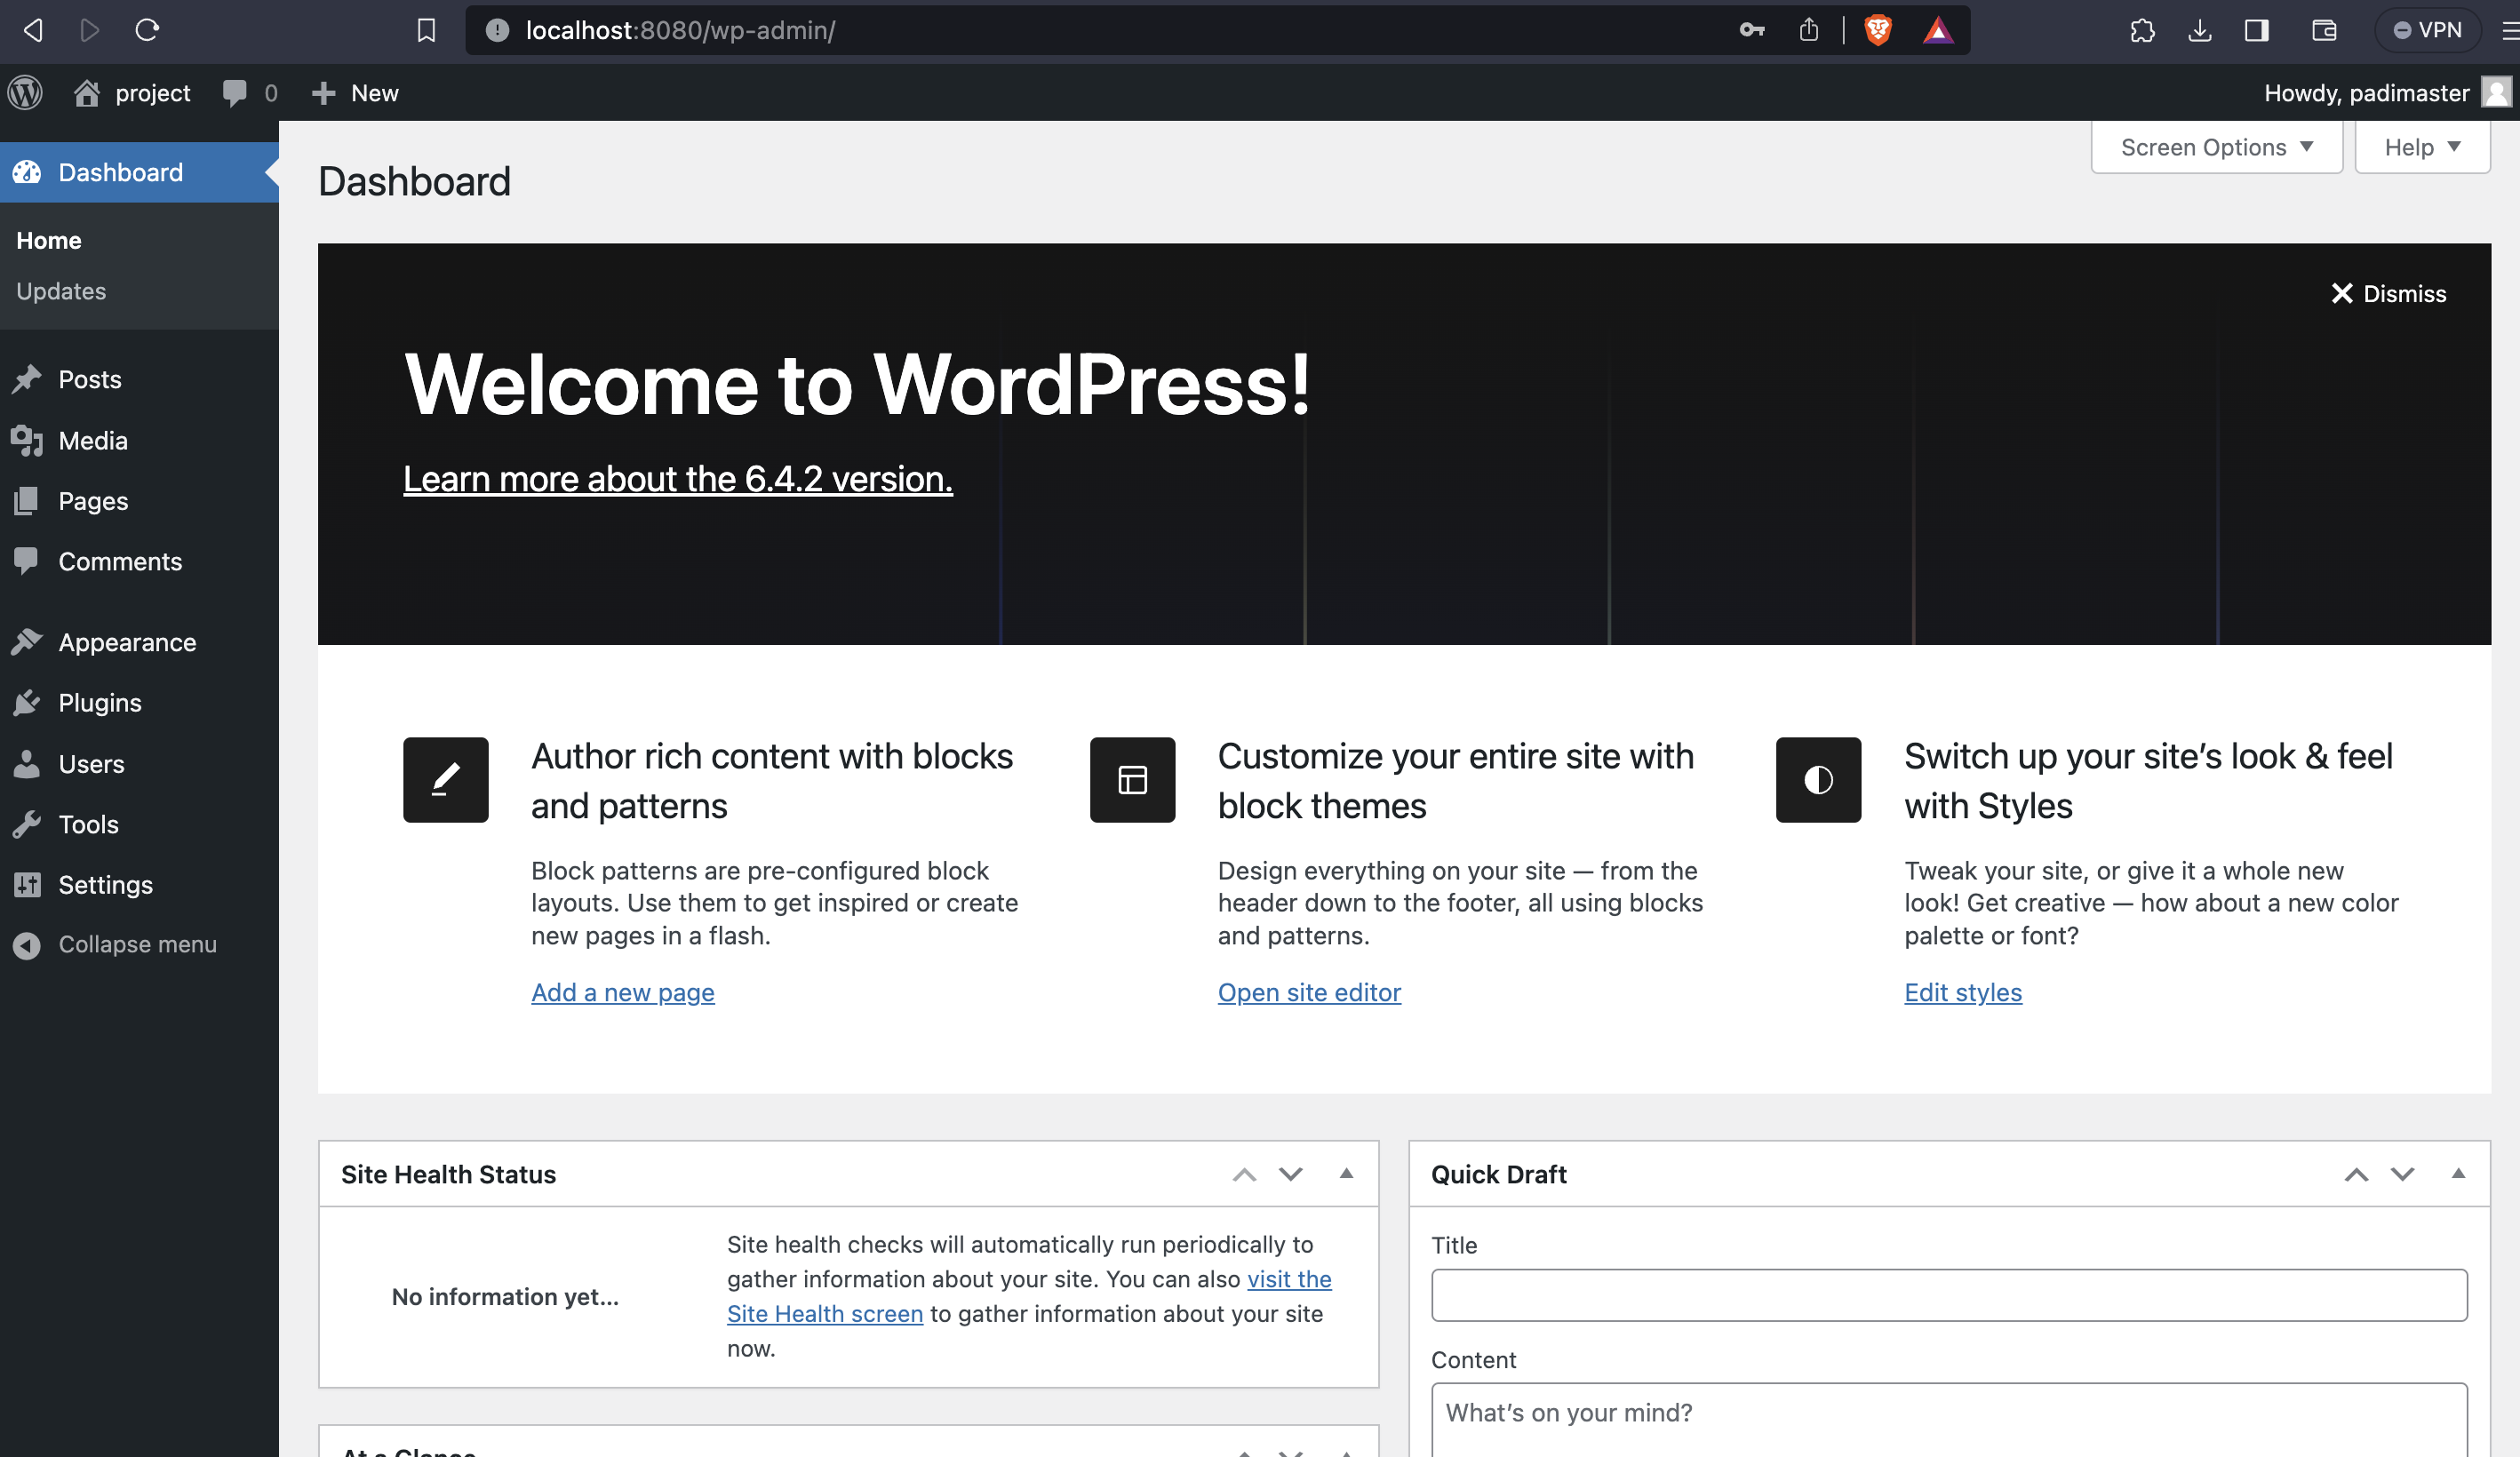 localhost:8080/wp-admin/
VPN
project
0
New
Howdy, padimaster
Screen Options
Help
Dashboard
Home
Updates
Posts
Media
Pages
Comments
Appearance
Plugins
Users
Tools
Settings
Collapse menu
Dashboard
Dismiss
Welcome to WordPress!
Learn more about the 6.4.2 version.
Author rich content with blocks
and patterns
Block patterns are pre-configured block
layouts. Use them to get inspired or create
new pages in a flash.
Add a new page
Customize your entire site with
block themes
Design everything on your site — from the
header down to the footer, all using blocks
and patterns.
Open site editor
Switch up your site’s look & feel
with Styles
Tweak your site, or give it a whole new
look! Get creative — how about a new color
palette or font?
Edit styles
Site Health Status
No information yet...
Site health checks will automatically run periodically to
gather information about your site. You can also visit the
Site Health screen to gather information about your site
now.
At a Glance
Quick Draft
Title
Content
What’s on your mind?